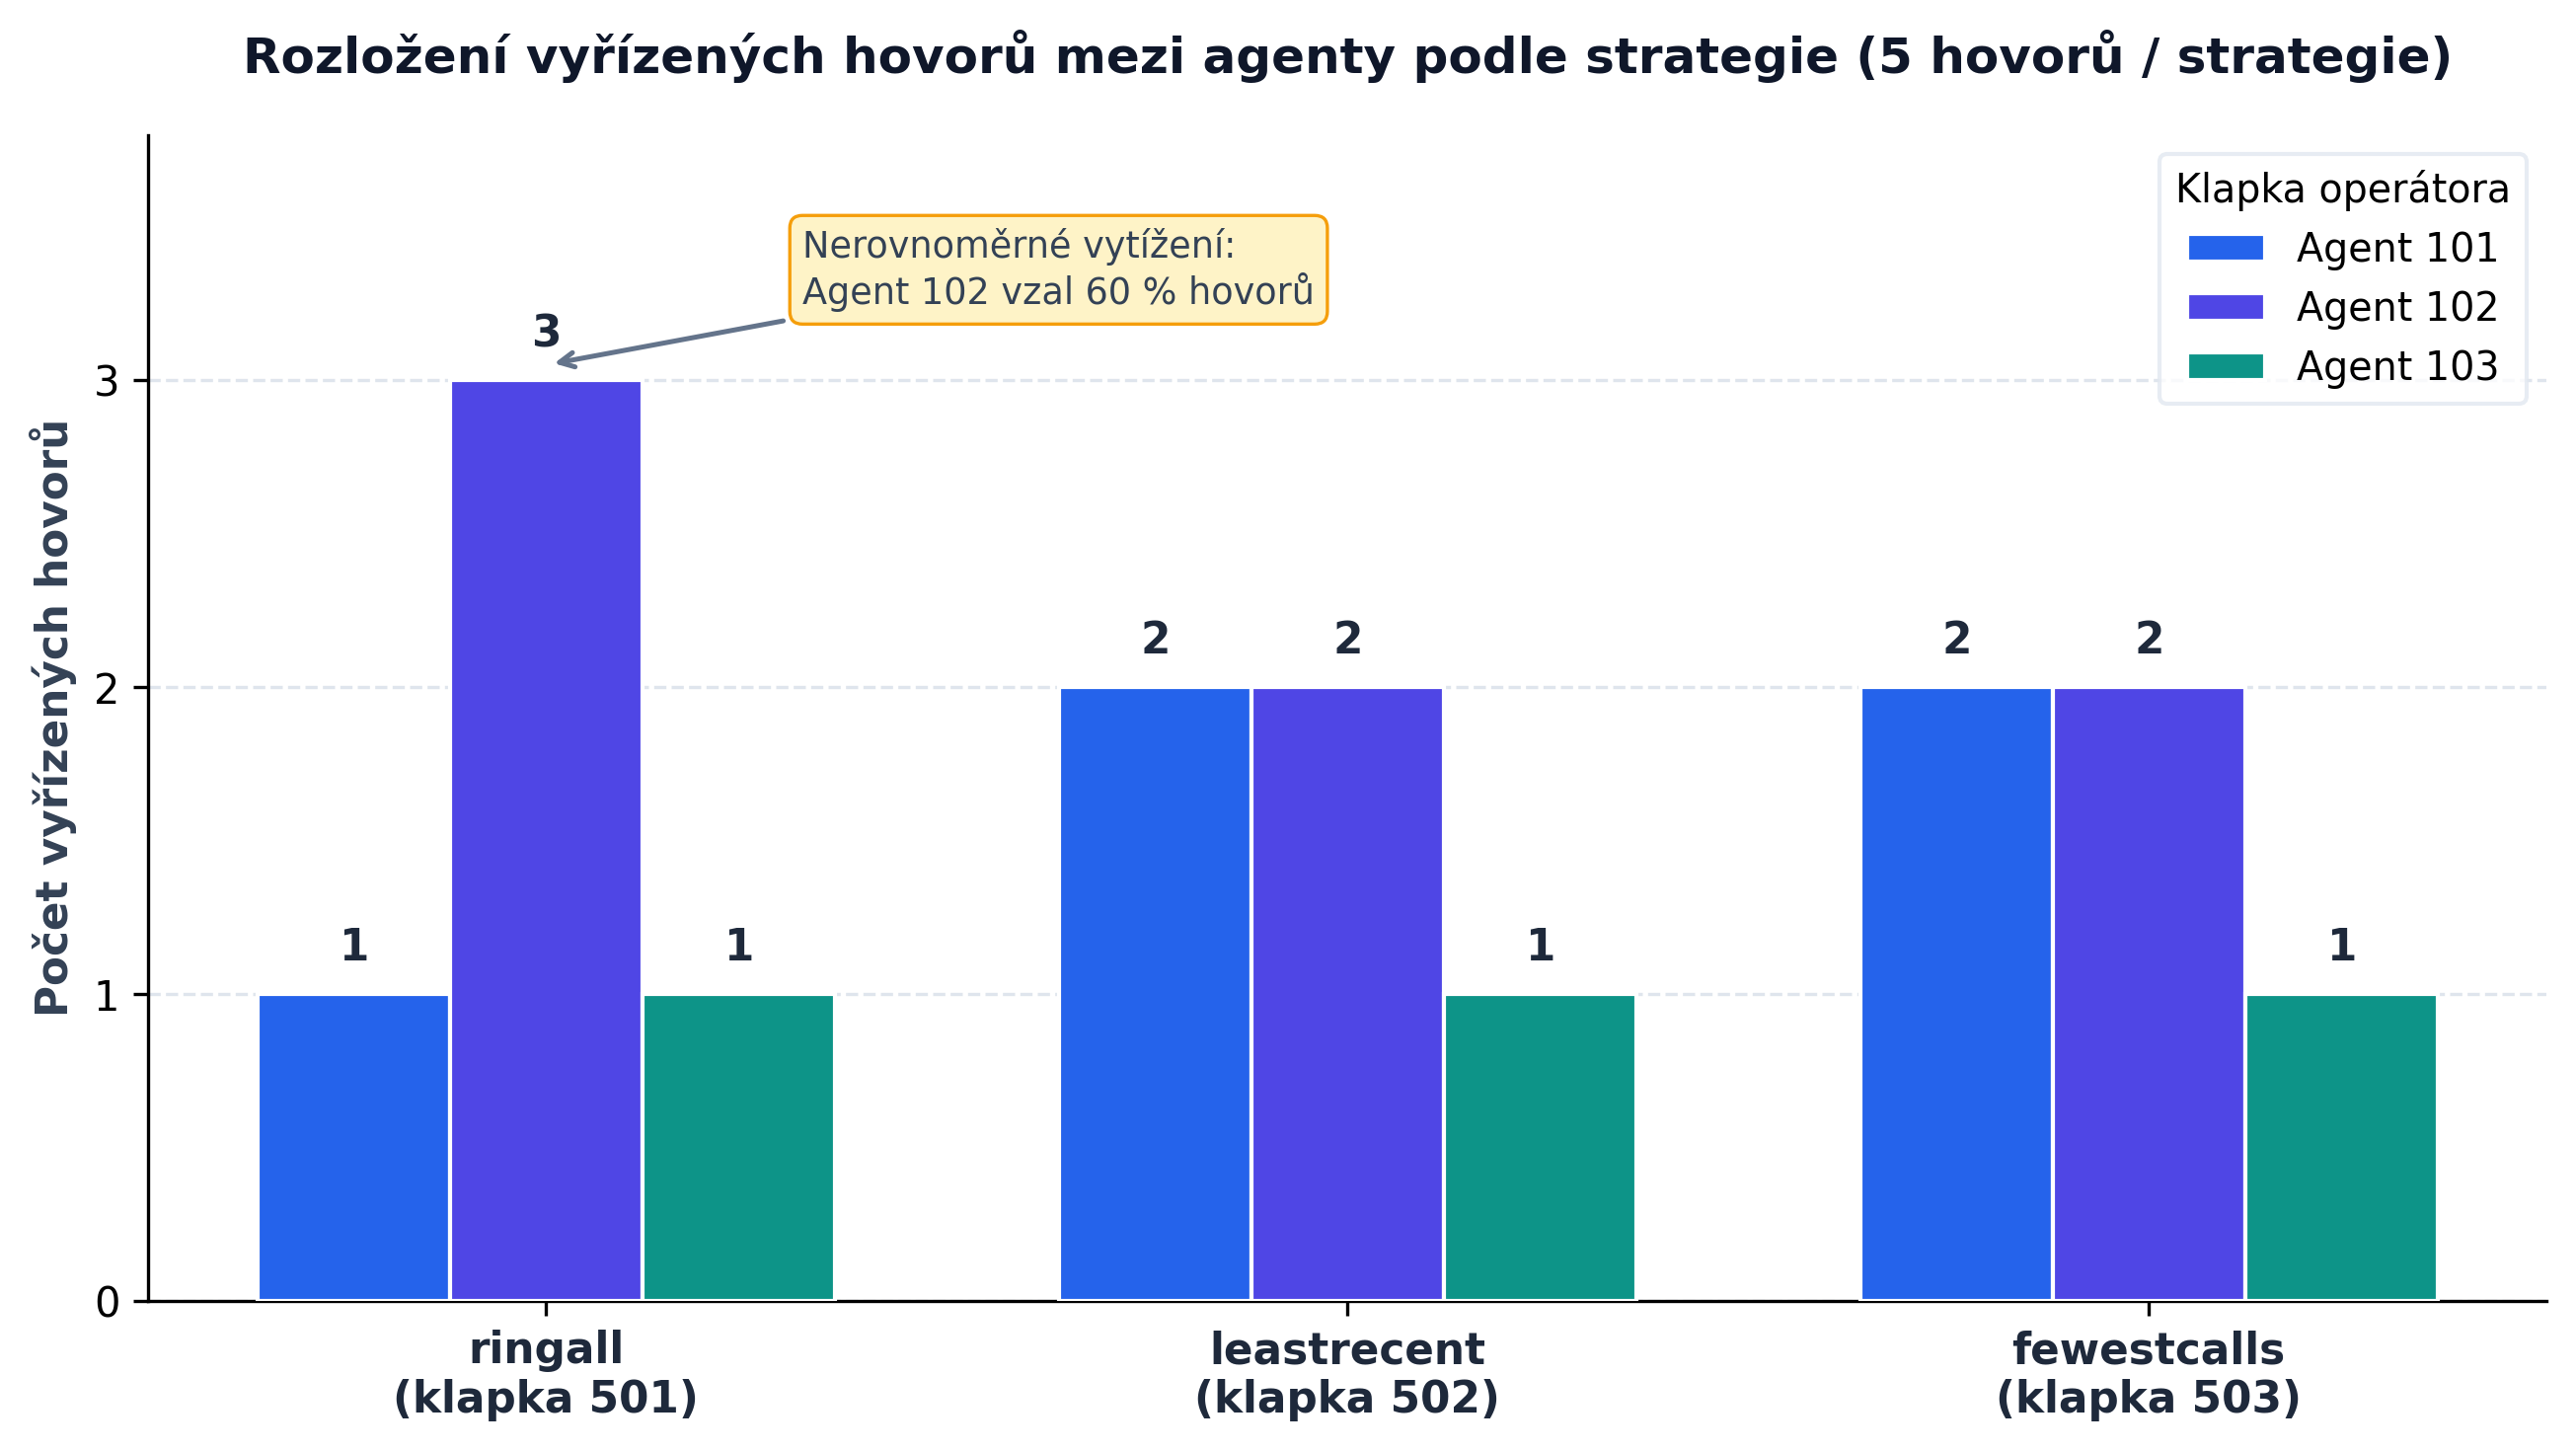 Rozložení vyřízených hovorů mezi agenty podle strategie (5 hovorů / strategie)
Klapka operátora
Agent 101
Agent 102
Agent 103
Nerovnoměrné vytížení:
Agent 102 vzal 60 % hovorů
Počet vyřízených hovorů
3
2
1
0
1
3
1
2
2
1
2
2
1
ringall
(klapka 501)
leastrecent
(klapka 502)
fewestcalls
(klapka 503)